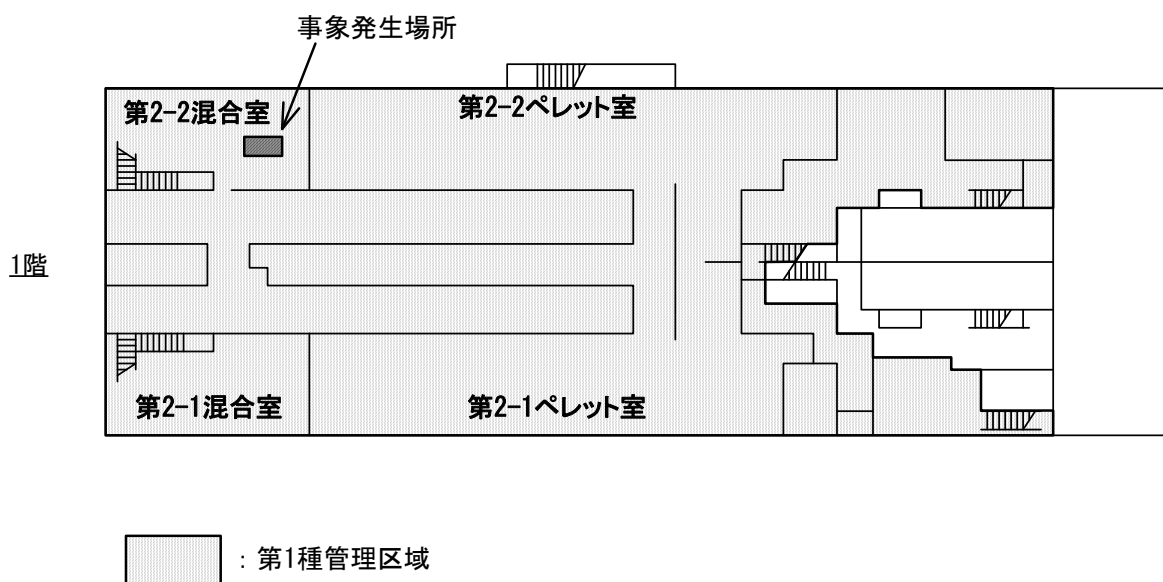 事象発生場所
第2-2混合室
第2-2ペレット室
1階
第2-1混合室
第2-1ペレット室
：第1種管理区域